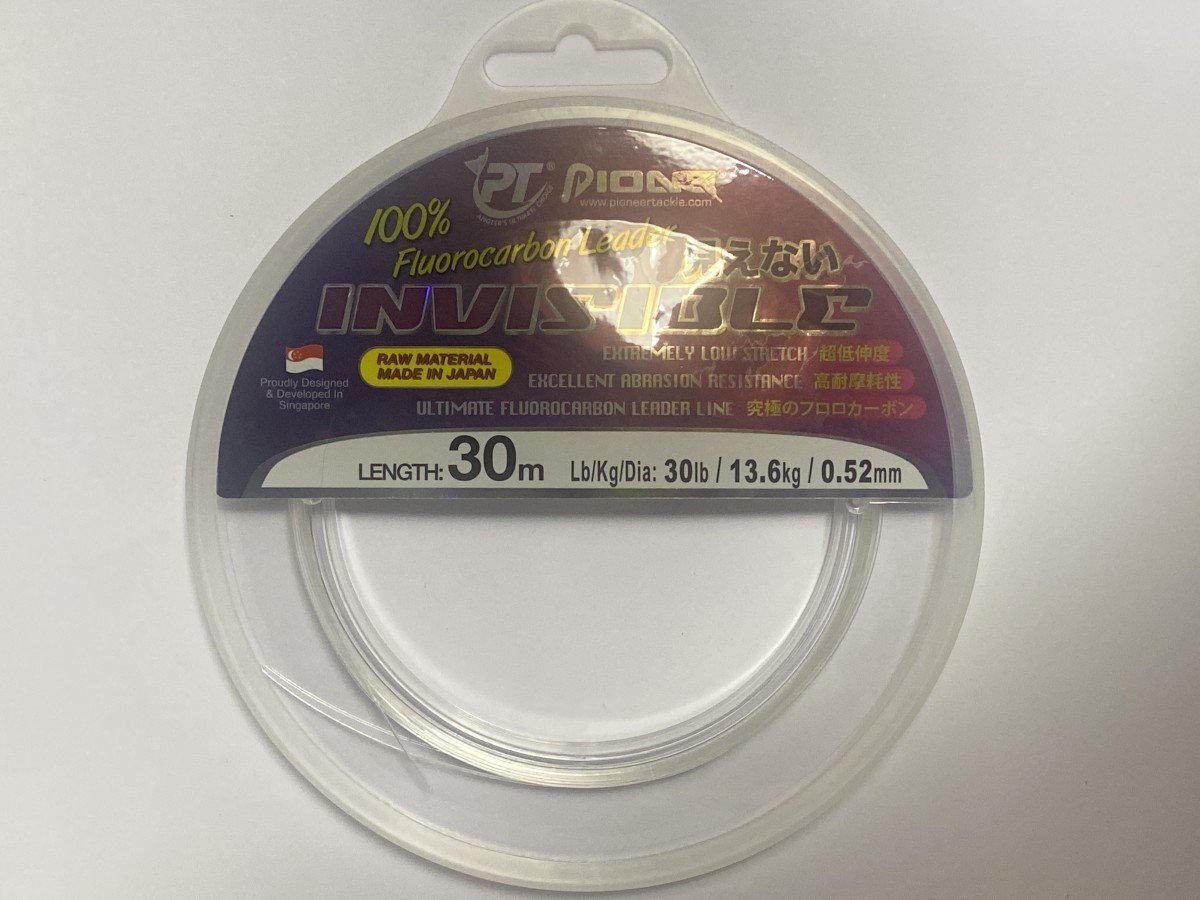 PT®
ANGLER'S ULTIMATE CHOICE
www.pioneertackle.com
100%
Fluorocarbon Leader
見えない
INVISIBLE
EXTREMELY LOW STRETCH / 超低伸度
RAW MATERIAL
MADE IN JAPAN
EXCELLENT ABRASION RESISTANCE 高耐摩耗性
Proudly Designed
& Developed In
Singapore
ULTIMATE FLUOROCARBON LEADER LINE 究極のフロロカーボン
LENGTH: 30m Lb/Kg/Dia: 30lb / 13.6kg / 0.52mm